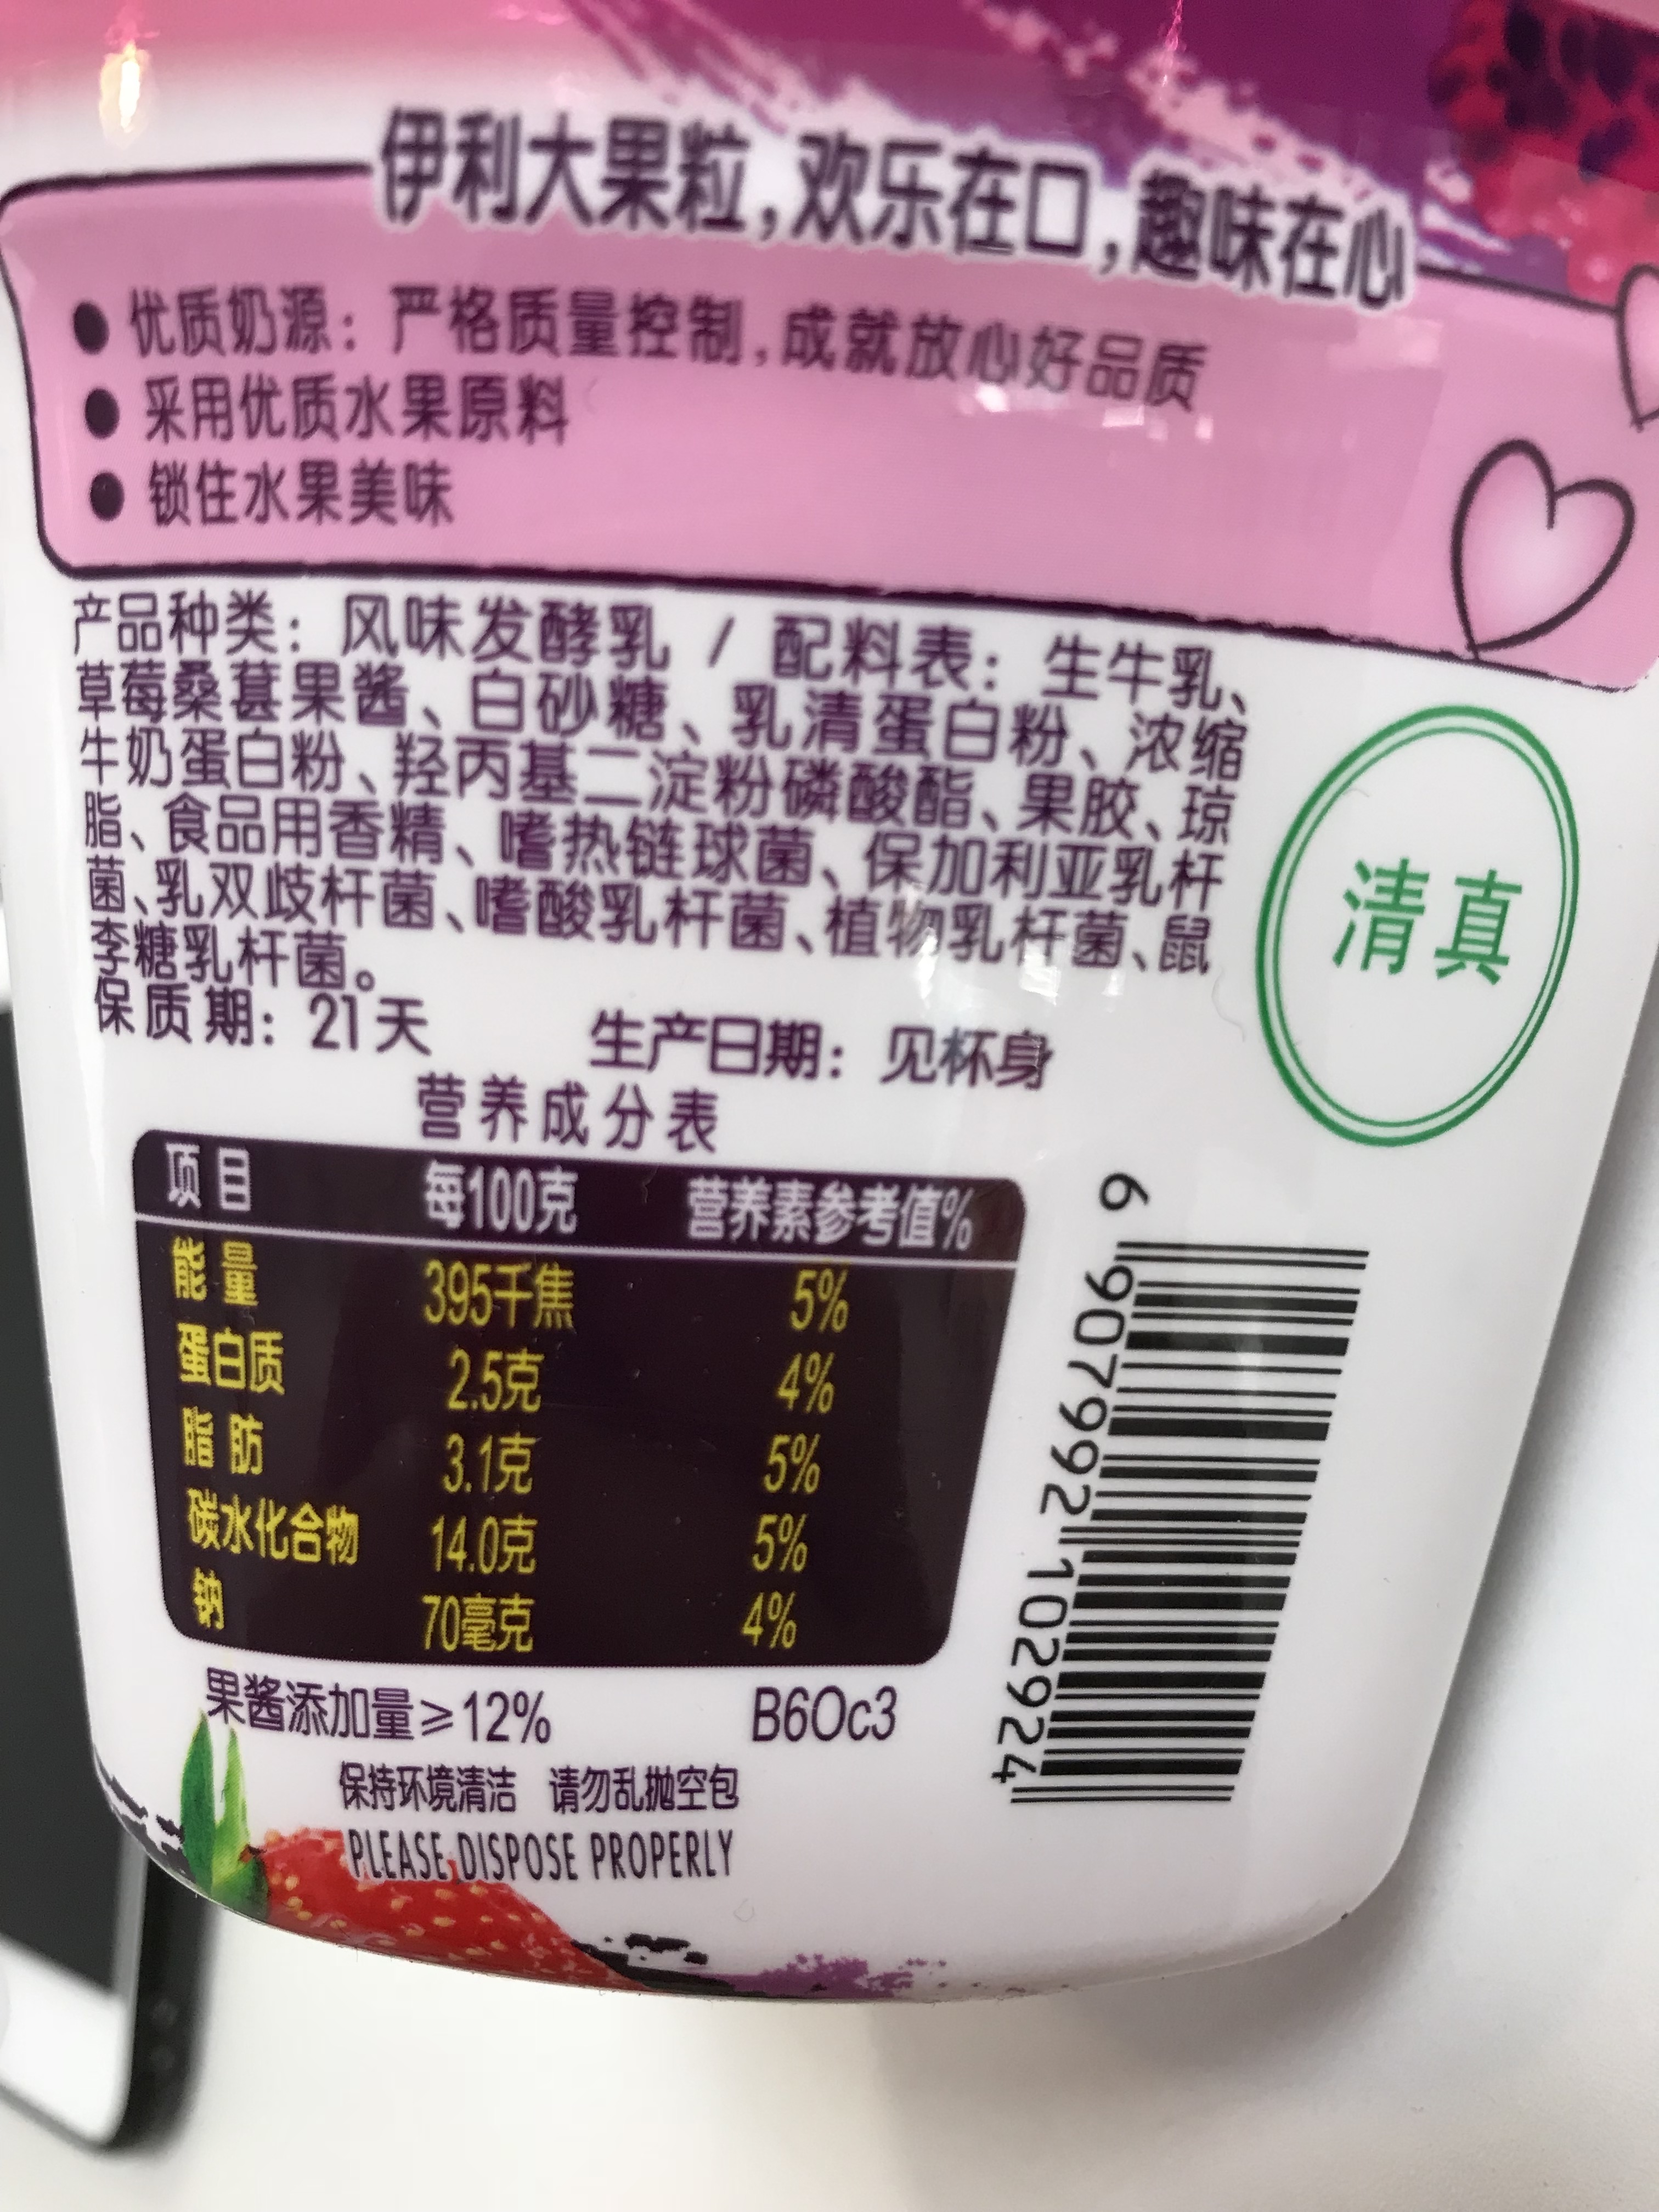 伊利大果粒,欢乐在口,趣味在心
● 优质奶源：严格质量控制,成就放心好品质
● 采用优质水果原料
● 锁住水果美味
产品种类：风味发酵乳 / 配料表：生牛乳、
草莓桑葚果酱、白砂糖、乳清蛋白粉、浓缩
牛奶蛋白粉、羟丙基二淀粉磷酸酯、果胶、琼
脂、食品用香精、嗜热链球菌、保加利亚乳杆
菌、乳双歧杆菌、嗜酸乳杆菌、植物乳杆菌、鼠
李糖乳杆菌。
清真
保质期：21天 生产日期：见杯身
营养成分表
项目 每100克 营养素参考值%
能量 395千焦 5%
蛋白质 2.5克 4%
脂肪 3.1克 5%
碳水化合物 14.0克 5%
钠 70毫克 4%
6 907992 102924
果酱添加量≥12% B6Oc3
保持环境清洁 请勿乱抛空包
PLEASE DISPOSE PROPERLY